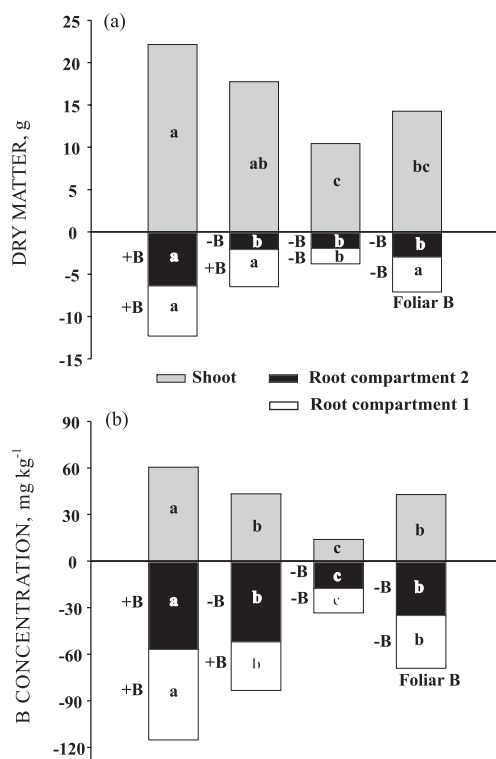 (a)
DRY MATTER, g
25
20
15
10
5
0
-5
-10
-15
a
ab
c
bc
+B
a
-B
b
-B
b
-B
b
+B
a
+B
a
-B
b
-B
a
Foliar B
Shoot
Root compartment 2
Root compartment 1
(b)
B CONCENTRATION, mg kg-1
90
60
30
0
-30
-60
-90
-120
a
b
c
b
+B
a
-B
b
-B
c
-B
b
+B
a
+B
b
-B
c
-B
b
Foliar B